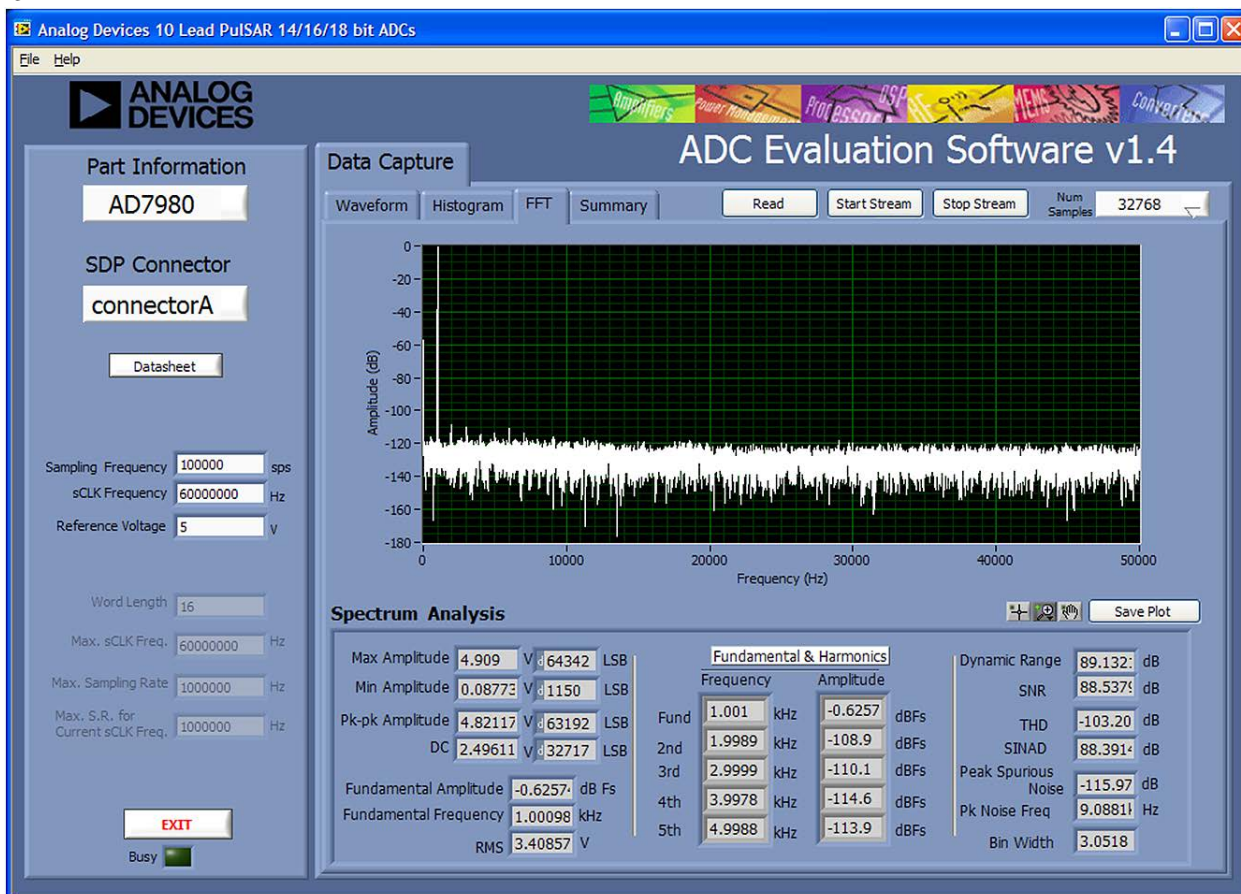 Analog Devices 10 Lead PulSAR 14/16/18 bit ADCs
File Help
ANALOG DEVICES
Amplifiers Power Management Processors DSP MEMS Converters
ADC Evaluation Software v1.4
Part Information
AD7980
SDP Connector
connectorA
Datasheet
Sampling Frequency 100000 sps
sCLK Frequency 60000000 Hz
Reference Voltage 5 V
Word Length 16
Max. sCLK Freq. 60000000 Hz
Max. Sampling Rate 1000000 Hz
Max. S.R. for
Current sCLK Freq. 1000000 Hz
EXIT
Busy
Data Capture
Waveform Histogram FFT Summary
Read Start Stream Stop Stream Num Samples 32768
Amplitude (dB)
0
-20
-40
-60
-80
-100
-120
-140
-160
-180
0 10000 20000 30000 40000 50000
Frequency (Hz)
Spectrum Analysis
Save Plot
Max Amplitude 4.909 V d 64342 LSB
Min Amplitude 0.08773 V d 1150 LSB
Pk-pk Amplitude 4.82117 V d 63192 LSB
DC 2.49611 V d 32717 LSB
Fundamental Amplitude -0.6257 dB Fs
Fundamental Frequency 1.00098 kHz
RMS 3.40857 V
Fundamental & Harmonics
Frequency Amplitude
Fund 1.001 kHz -0.6257 dBFs
2nd 1.9989 kHz -108.9 dBFs
3rd 2.9999 kHz -110.1 dBFs
4th 3.9978 kHz -114.6 dBFs
5th 4.9988 kHz -113.9 dBFs
Dynamic Range 89.132 dB
SNR 88.537 dB
THD -103.20 dB
SINAD 88.391 dB
Peak Spurious
Noise -115.97 dB
Pk Noise Freq 9.0881 Hz
Bin Width 3.0518